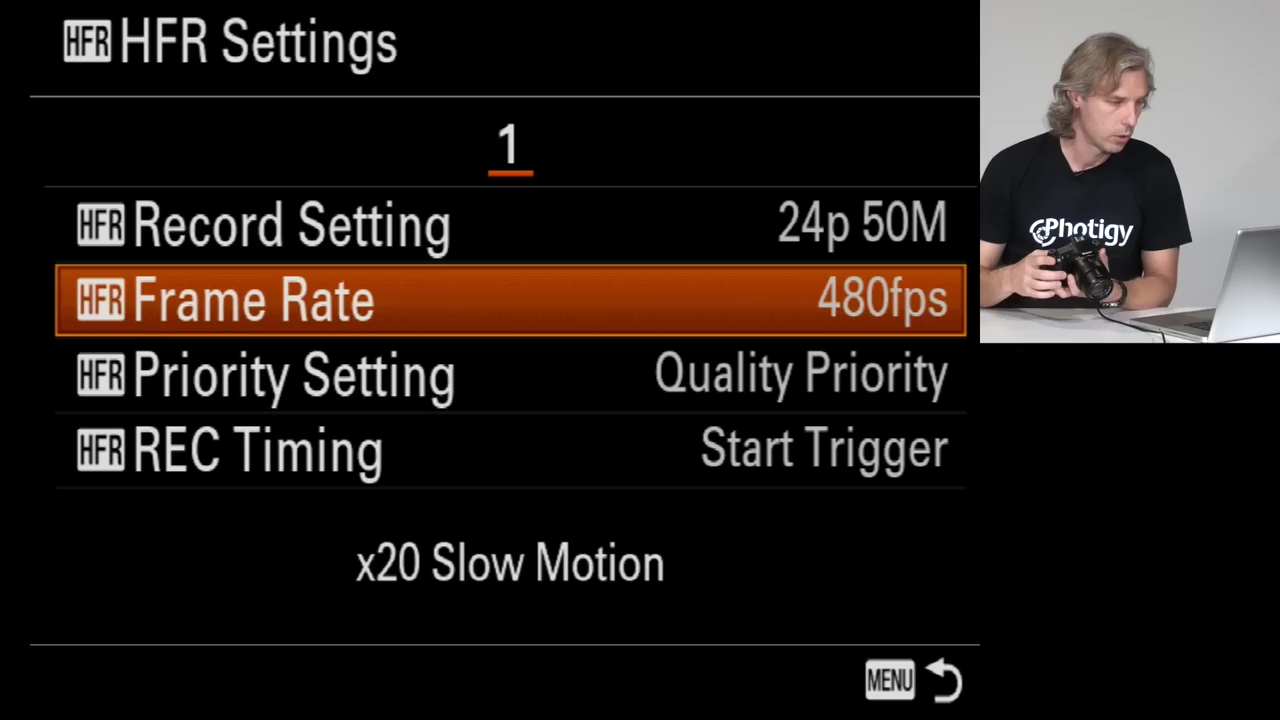 HFR HFR Settings
1
HFR Record Setting 24p 50M
HFR Frame Rate 480fps
HFR Priority Setting Quality Priority
HFR REC Timing Start Trigger
x20 Slow Motion
MENU
Photigy